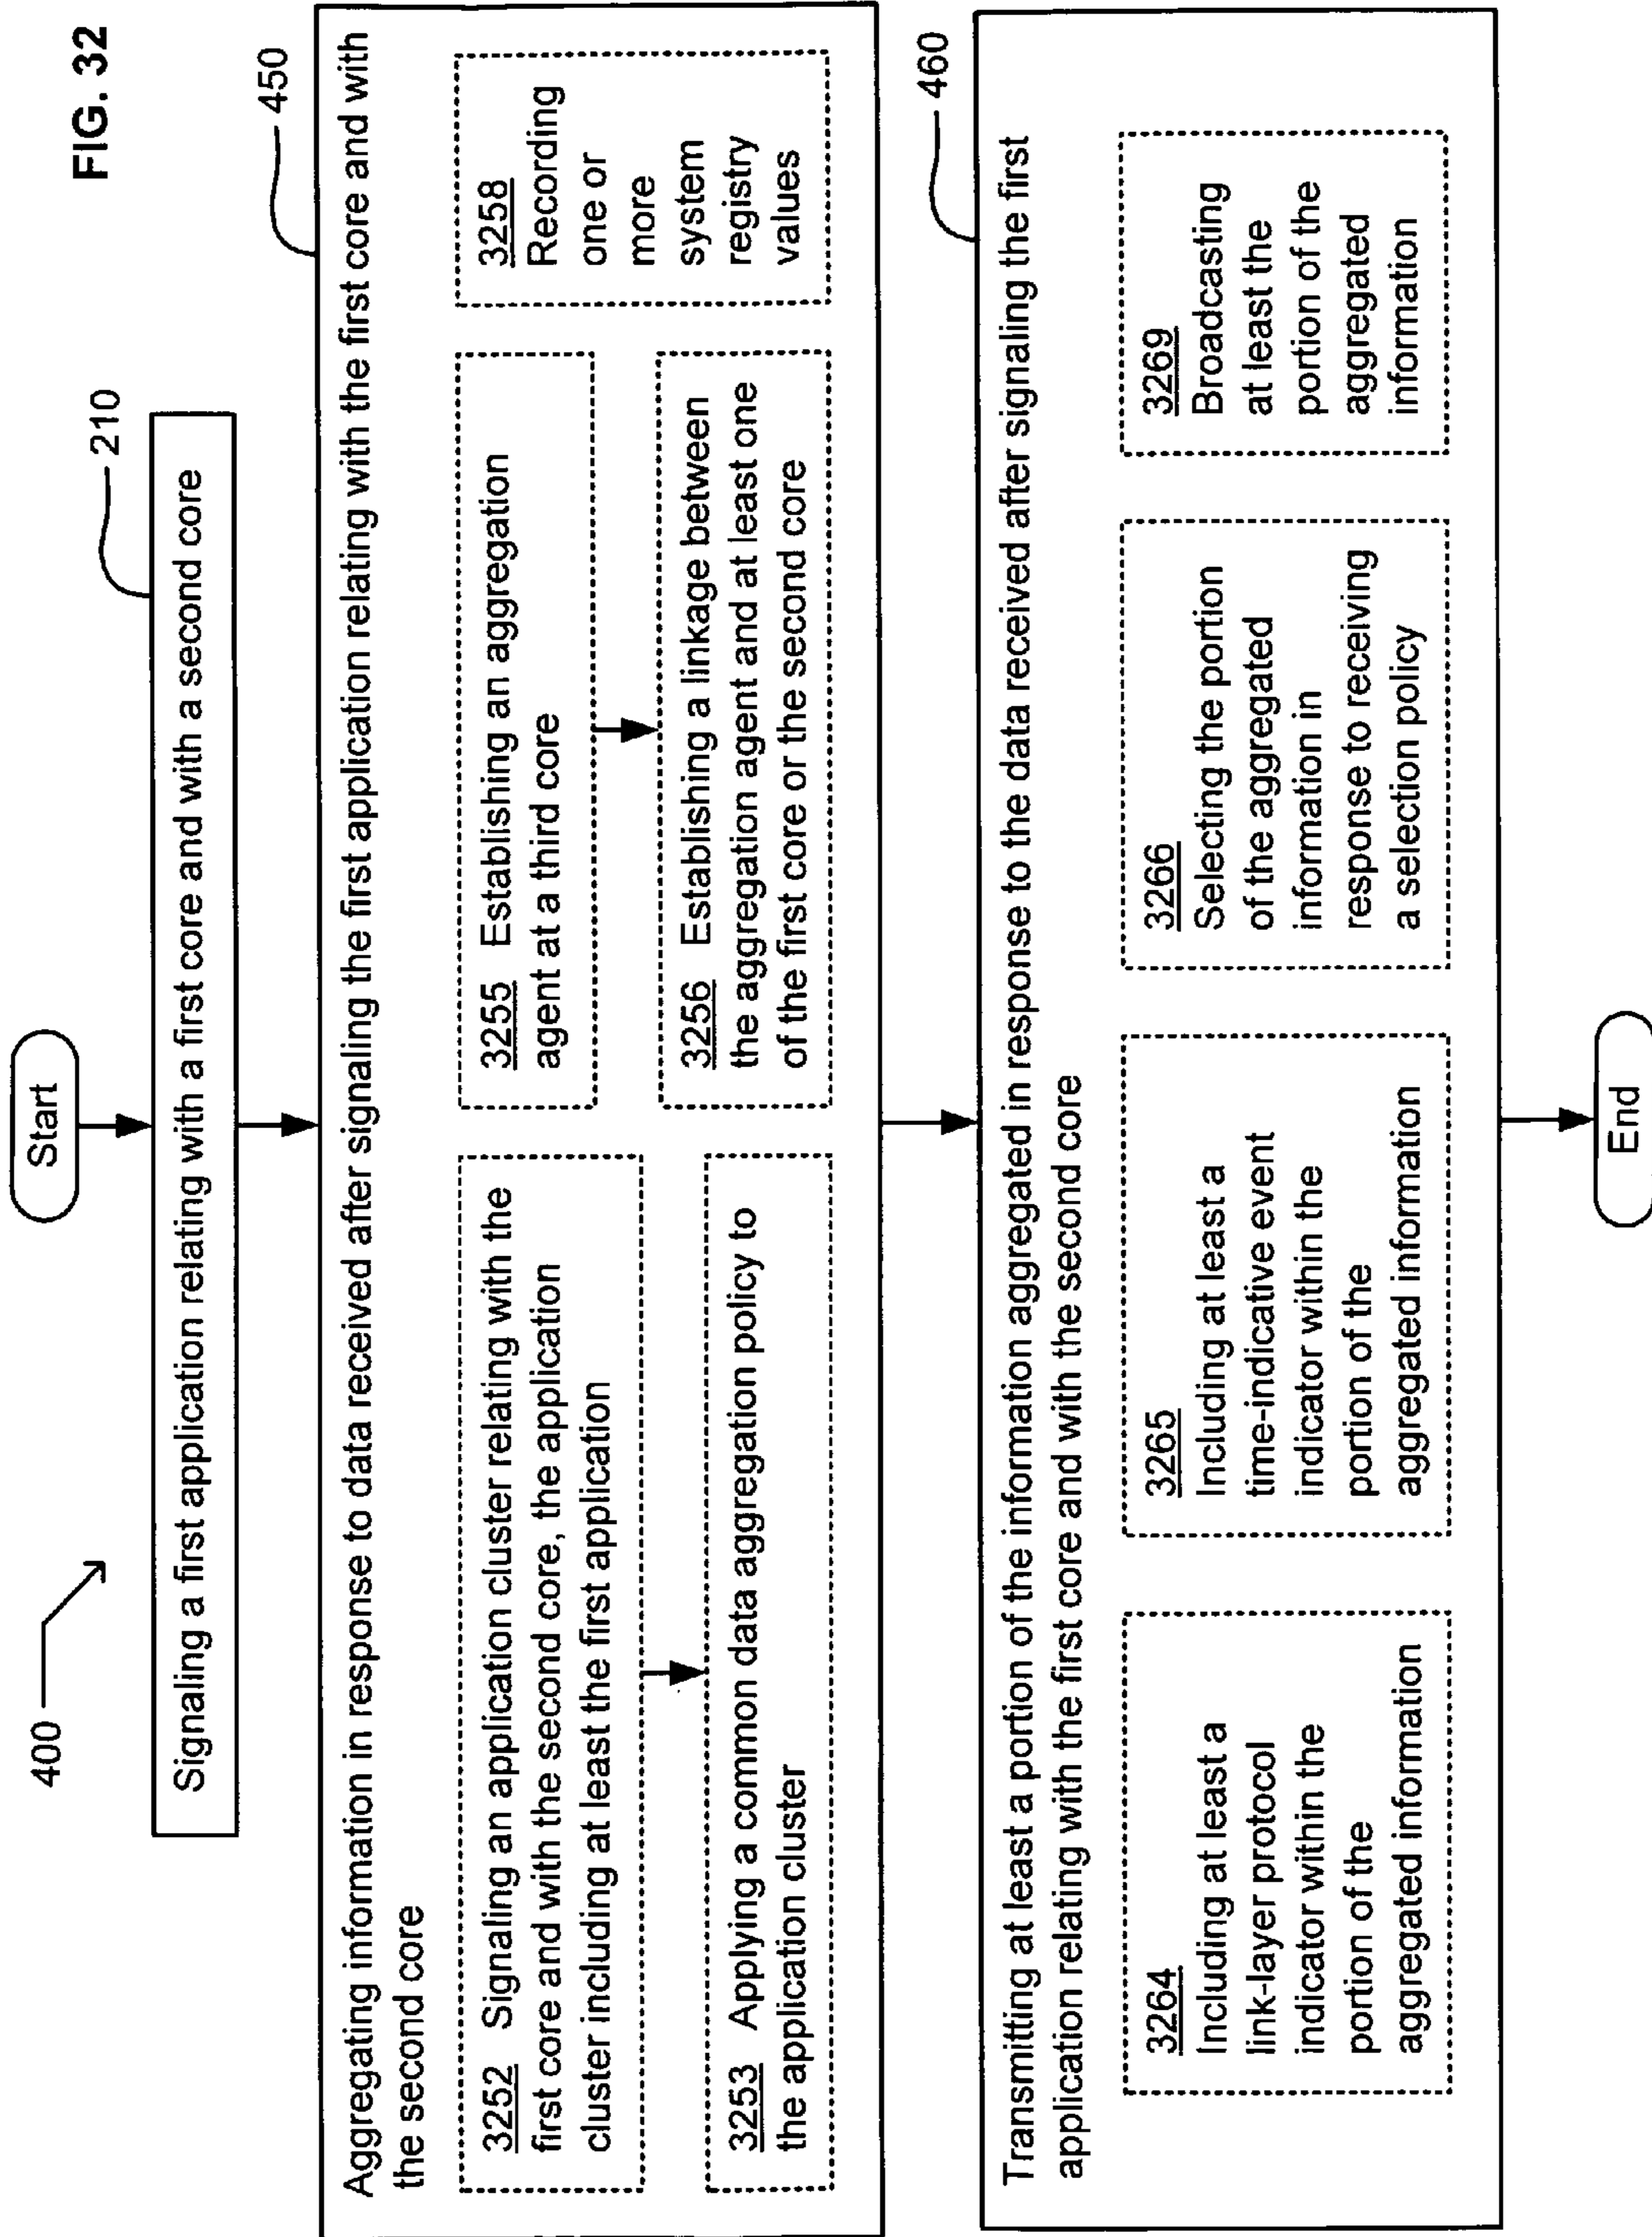 FIG. 32
400
Start
210
Signaling a first application relating with a first core and with a second core
450
Aggregating information in response to data received after signaling the first application relating with the first core and with
the second core
3252 Signaling an application cluster relating with the
first core and with the second core, the application
cluster including at least the first application
3253 Applying a common data aggregation policy to
the application cluster
3255 Establishing an aggregation
agent at a third core
3256 Establishing a linkage between
the aggregation agent and at least one
of the first core or the second core
3258
Recording
one or
more
system
registry
values
460
Transmitting at least a portion of the information aggregated in response to the data received after signaling the first
application relating with the first core and with the second core
3264
Including at least a
link-layer protocol
indicator within the
portion of the
aggregated information
3265
Including at least a
time-indicative event
indicator within the
portion of the
aggregated information
3266
Selecting the portion
of the aggregated
information in
response to receiving
a selection policy
3269
Broadcasting
at least the
portion of the
aggregated
information
End